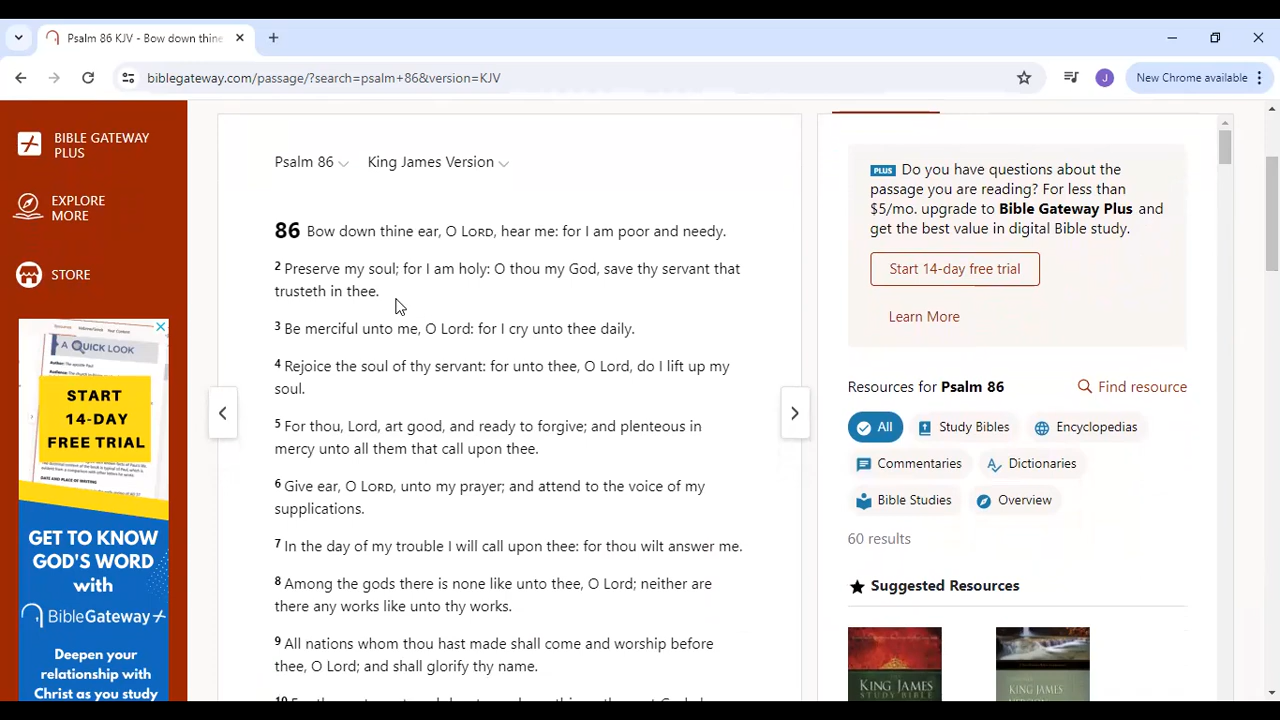 Psalm 86 KJV - Bow down thine
biblegateway.com/passage/?search=psalm+86&version=KJV
J
New Chrome available
BIBLE GATEWAY
PLUS
EXPLORE
MORE
STORE
A QUICK LOOK
START
14-DAY
FREE TRIAL
GET TO KNOW
GOD'S WORD
with
BibleGateway+
Deepen your
relationship with
Christ as you study
Psalm 86
King James Version
86 Bow down thine ear, O LORD, hear me: for I am poor and needy.
2 Preserve my soul; for I am holy: O thou my God, save thy servant that
trusteth in thee.
3 Be merciful unto me, O Lord: for I cry unto thee daily.
4 Rejoice the soul of thy servant: for unto thee, O Lord, do I lift up my
soul.
5 For thou, Lord, art good, and ready to forgive; and plenteous in
mercy unto all them that call upon thee.
6 Give ear, O LORD, unto my prayer; and attend to the voice of my
supplications.
7 In the day of my trouble I will call upon thee: for thou wilt answer me.
8 Among the gods there is none like unto thee, O Lord; neither are
there any works like unto thy works.
9 All nations whom thou hast made shall come and worship before
thee, O Lord; and shall glorify thy name.
PLUS Do you have questions about the
passage you are reading? For less than
$5/mo. upgrade to Bible Gateway Plus and
get the best value in digital Bible study.
Start 14-day free trial
Learn More
Resources for Psalm 86
Find resource
All
Study Bibles
Encyclopedias
Commentaries
Dictionaries
Bible Studies
Overview
60 results
Suggested Resources
KING JAMES
STUDY BIBLE
KING JAMES